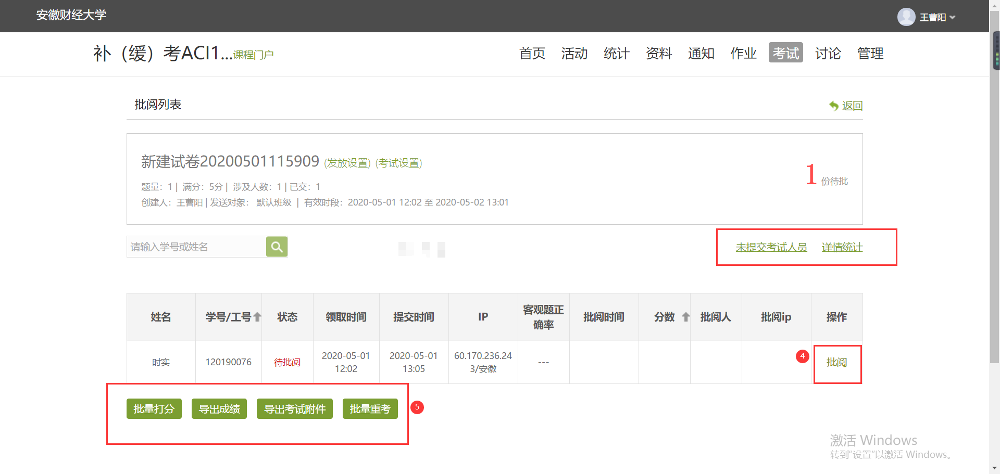 安徽财经大学
王曹阳
补（缓）考ACI1...课程门户
首页 活动 统计 资料 通知 作业 考试 讨论 管理
批阅列表
返回
新建试卷20200501115909 (发放设置) (考试设置)
题量：1 | 满分：5分 | 涉及人数：1 | 已交：1
创建人：王曹阳 | 发送对象： 默认班级 | 有效时段：2020-05-01 12:02 至 2020-05-02 13:01
1 份待批
请输入学号或姓名
未提交考试人员 详情统计
姓名 学号/工号 状态 领取时间 提交时间 IP 客观题正确率 批阅时间 分数 批阅人 批阅ip 操作
时实 120190076 待批阅 2020-05-01 12:02 2020-05-01 13:05 60.170.236.243/安徽 --- 4 批阅
批量打分 导出成绩 导出考试附件 批量重考 5
激活 Windows
转到“设置”以激活 Windows。